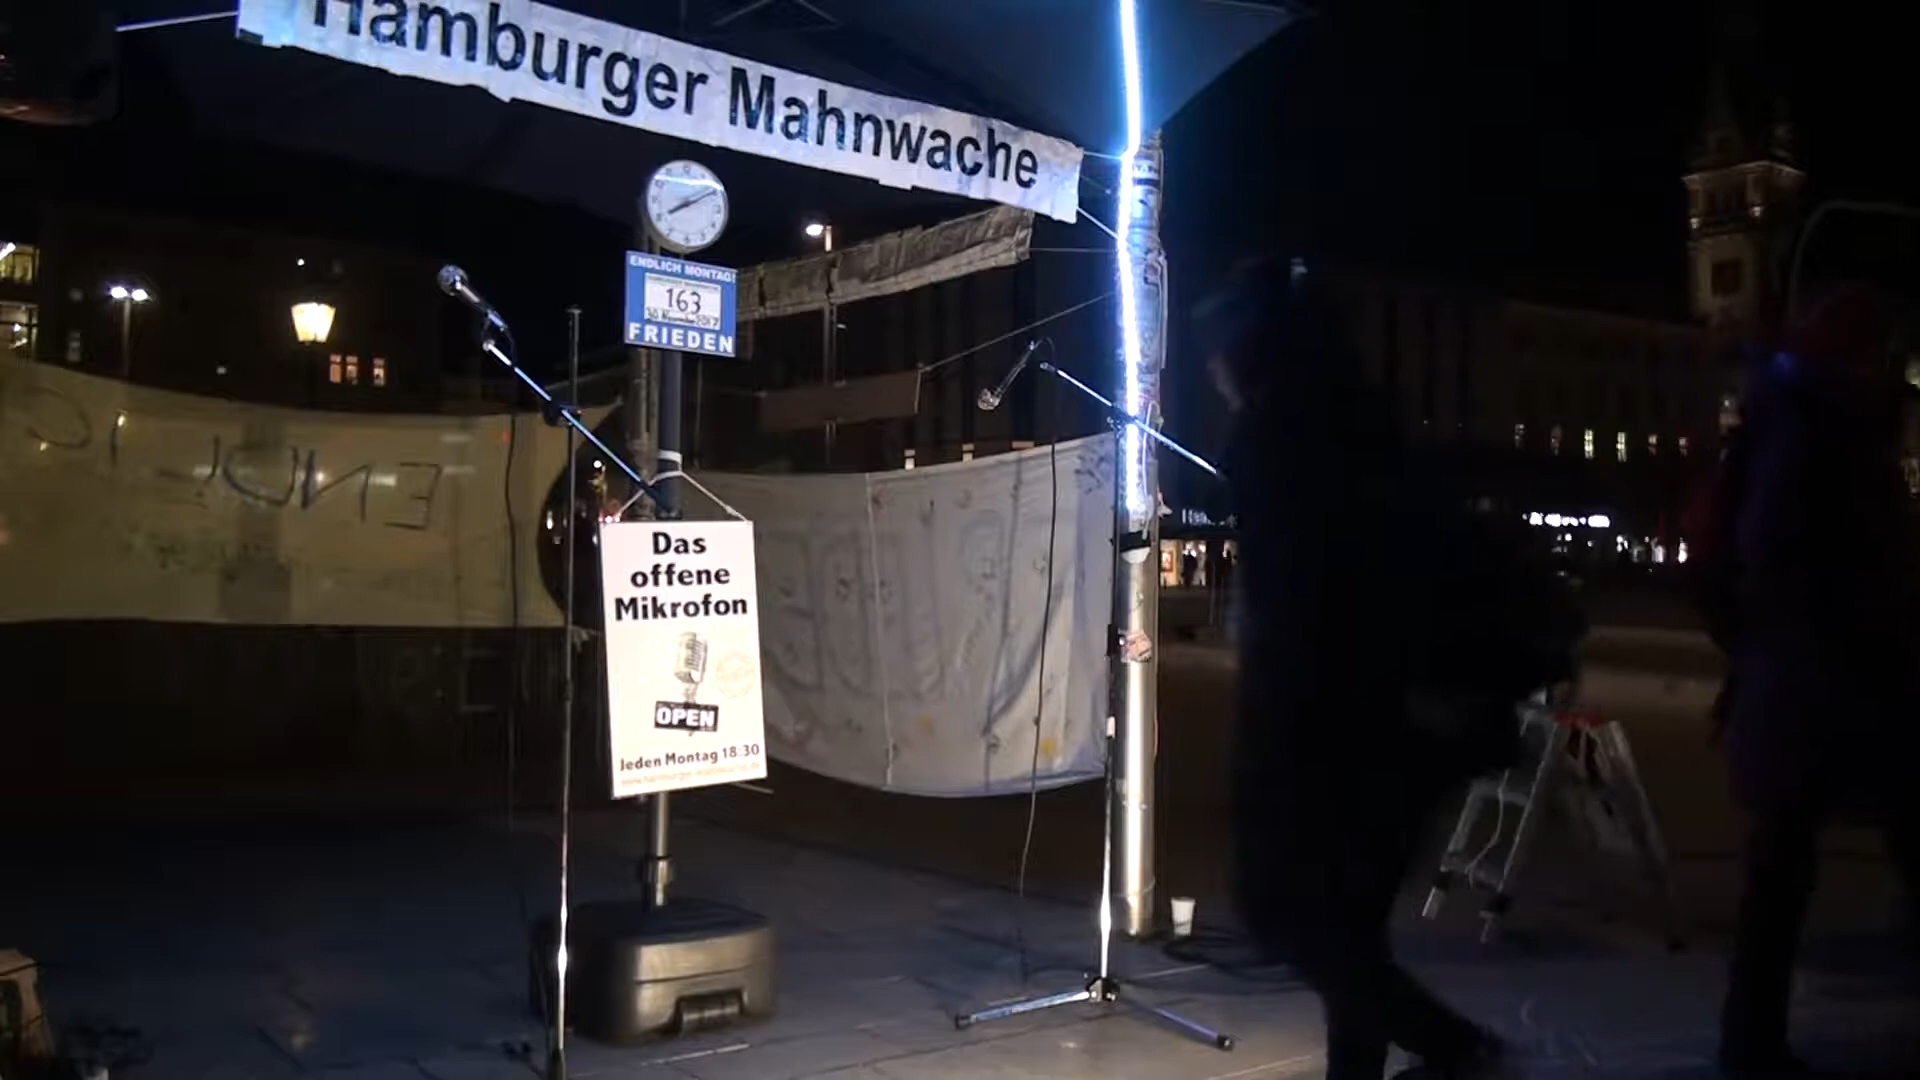 Hamburger Mahnwache
ENDLICH MONTAG!
163
FRIEDEN
Das
offene
Mikrofon
OPEN
Jeden Montag 18:30